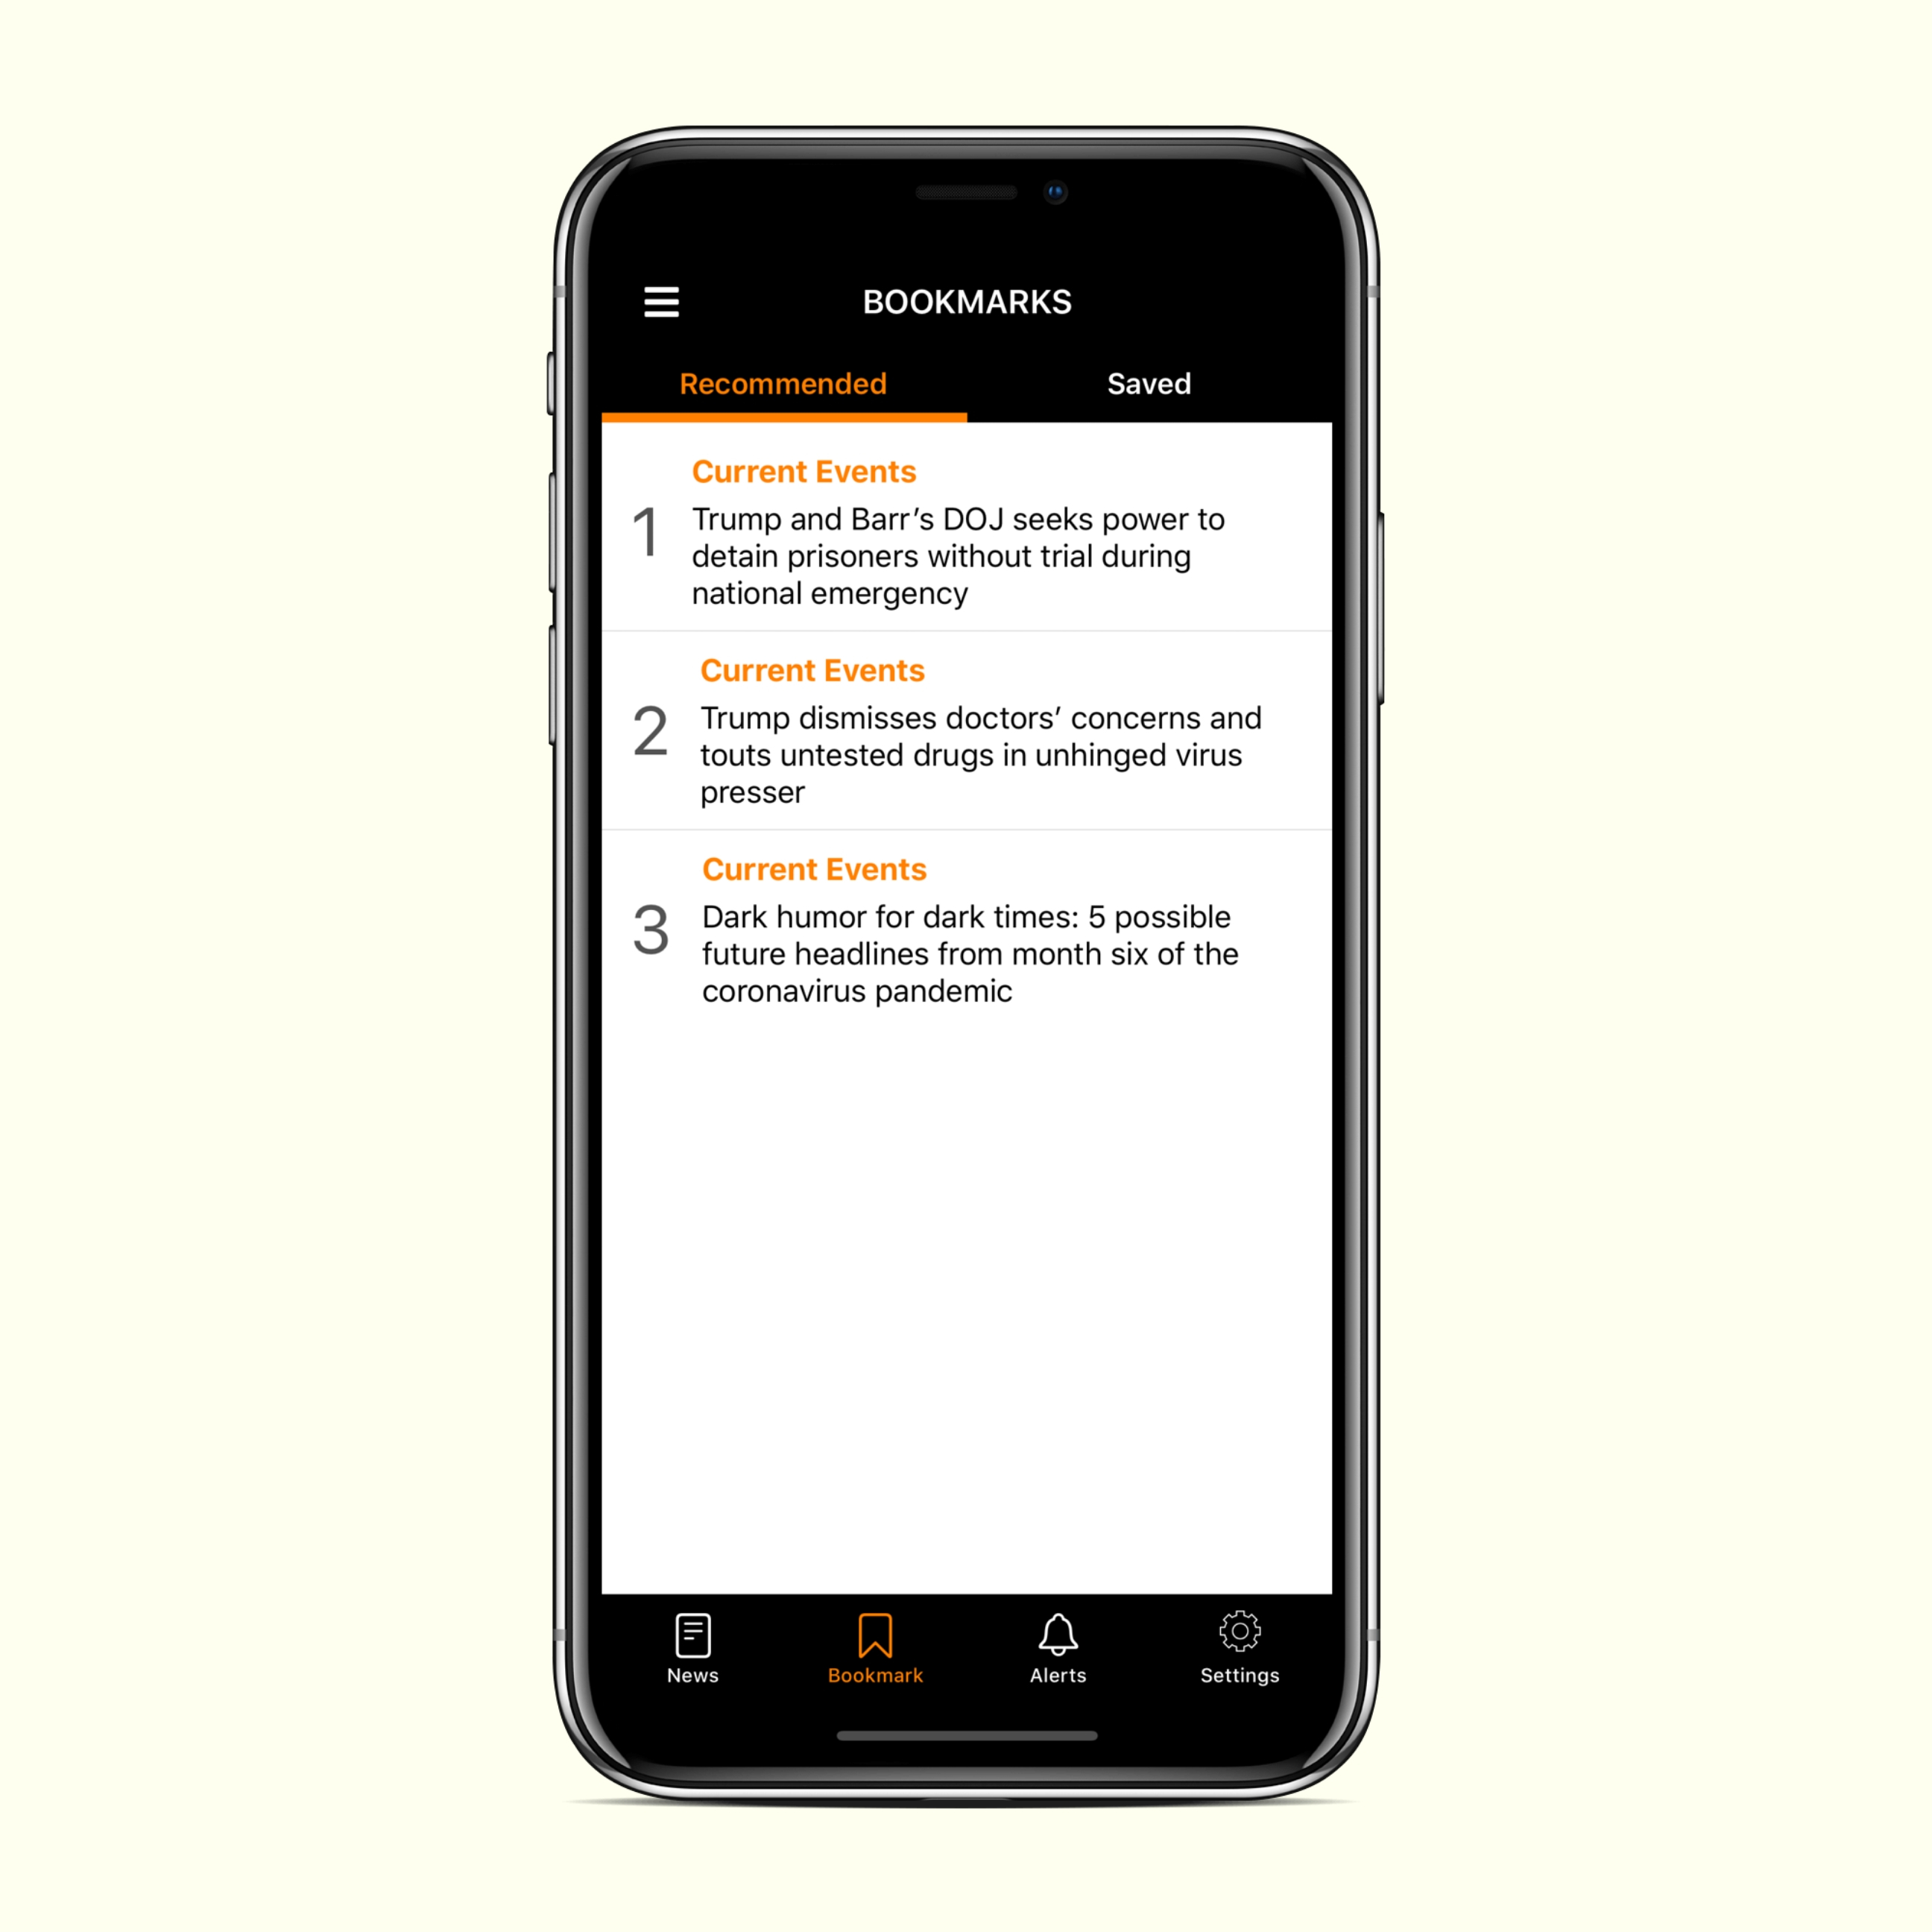 BOOKMARKS
Recommended
Saved
Current Events
1
Trump and Barr’s DOJ seeks power to
detain prisoners without trial during
national emergency
Current Events
2
Trump dismisses doctors’ concerns and
touts untested drugs in unhinged virus
presser
Current Events
3
Dark humor for dark times: 5 possible
future headlines from month six of the
coronavirus pandemic
News
Bookmark
Alerts
Settings